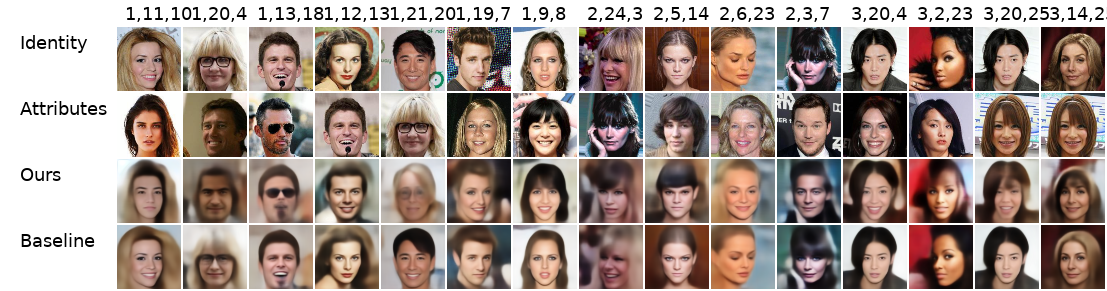 1,11,10 1,20,4 1,13,18 1,12,13 1,21,20 1,19,7 1,9,8 2,24,3 2,5,14 2,6,23 2,3,7 3,20,4 3,2,23 3,20,25 3,14,2
Identity
Attributes
Ours
Baseline